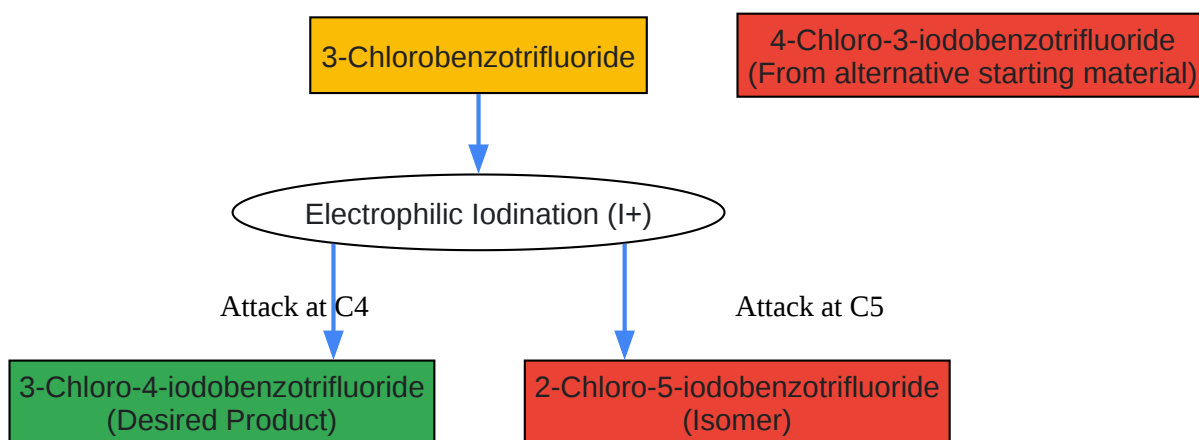 3-Chlorobenzotrifluoride
4-Chloro-3-iodobenzotrifluoride
(From alternative starting material)
Electrophilic Iodination (I+)
Attack at C4
Attack at C5
3-Chloro-4-iodobenzotrifluoride
(Desired Product)
2-Chloro-5-iodobenzotrifluoride
(Isomer)